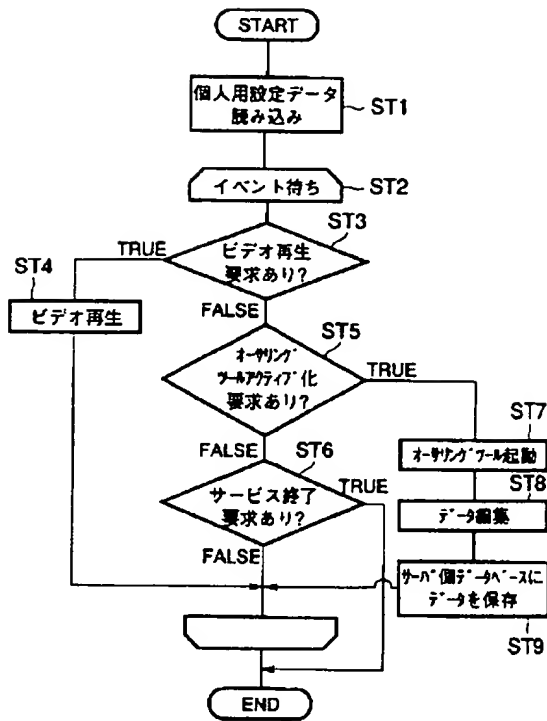 START
個人用設定データ
読み込み
ST1
イベント待ち
ST2
ST3
TRUE
ビデオ再生
要求あり?
ST4
ビデオ再生
FALSE
ST5
オーサリング
ツールアクティブ化
要求あり?
TRUE
ST7
オーサリングツール起動
FALSE
ST6
ST8
サービス終了
要求あり?
TRUE
データ編集
FALSE
サーバ側データベースに
データを保存
ST9
END